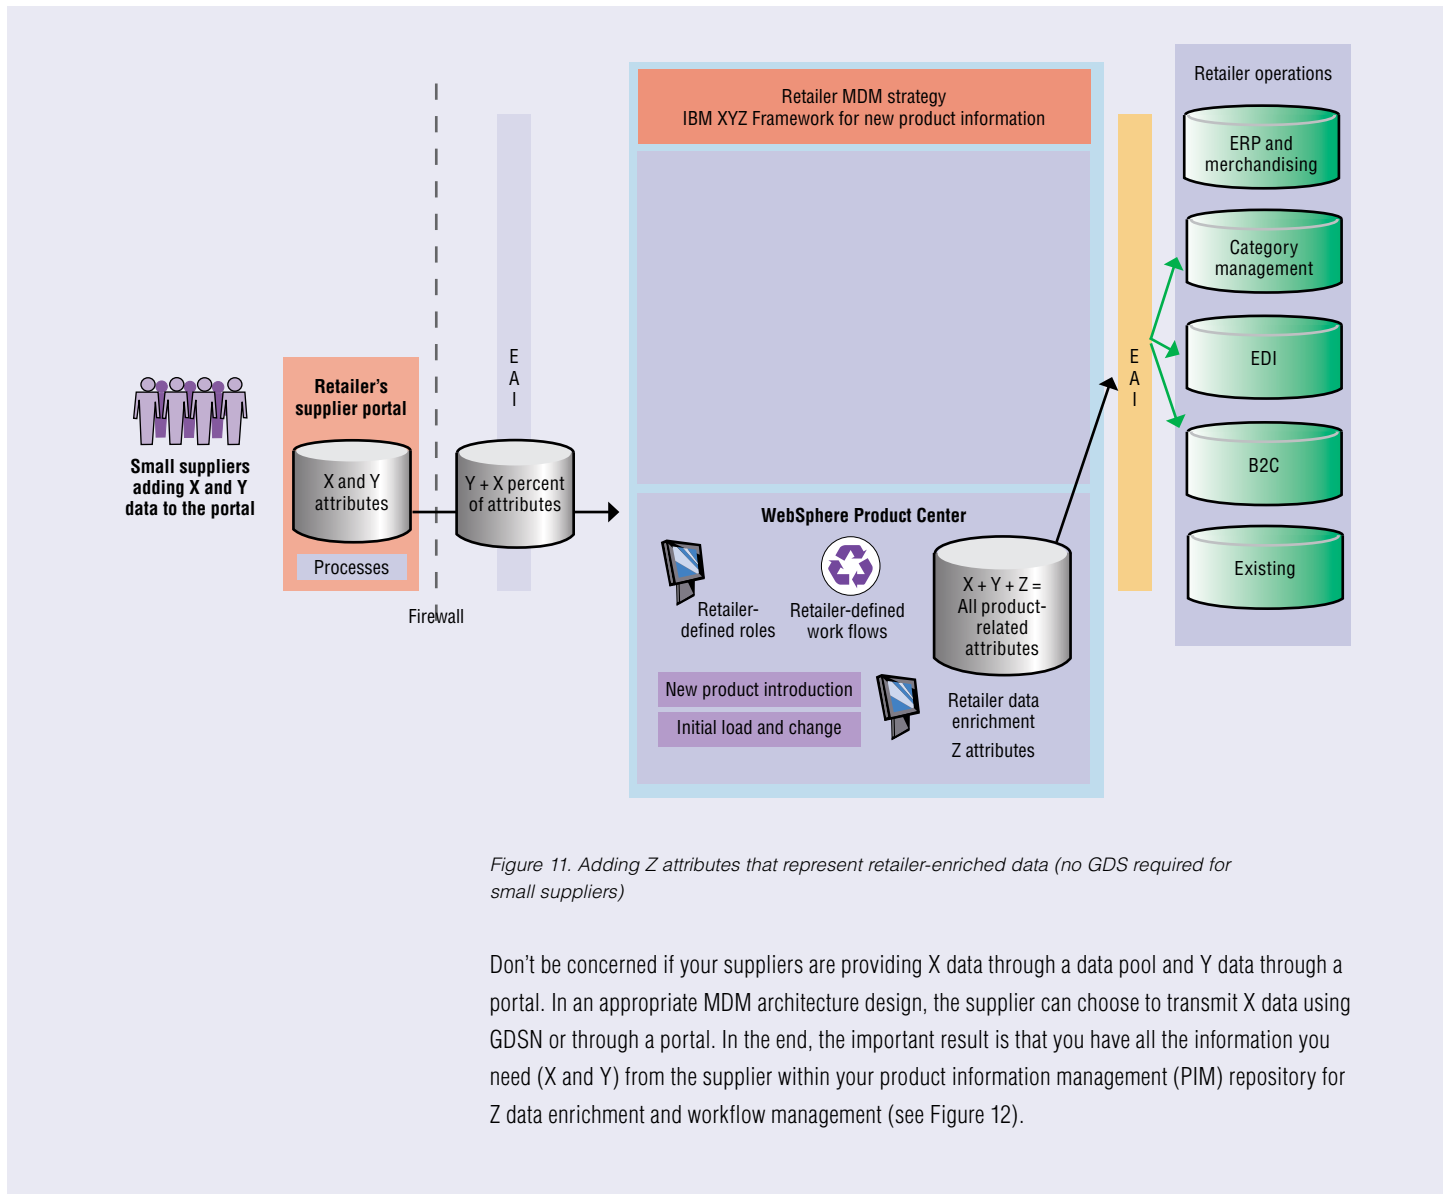 Retailer operations
Retailer MDM strategy
IBM XYZ Framework for new product information
ERP and
merchandising
Category
management
EDI
B2C
Existing
E
A
I
E
A
I
Retailer's
supplier portal
X and Y
attributes
Processes
Small suppliers
adding X and Y
data to the portal
Firewall
Y + X percent
of attributes
WebSphere Product Center
Retailer-
defined roles
Retailer-defined
work flows
X + Y + Z =
All product-
related
attributes
New product introduction
Initial load and change
Retailer data
enrichment
Z attributes
Figure 11. Adding Z attributes that represent retailer-enriched data (no GDS required for
small suppliers)
Don't be concerned if your suppliers are providing X data through a data pool and Y data through a
portal. In an appropriate MDM architecture design, the supplier can choose to transmit X data using
GDSN or through a portal. In the end, the important result is that you have all the information you
need (X and Y) from the supplier within your product information management (PIM) repository for
Z data enrichment and workflow management (see Figure 12).